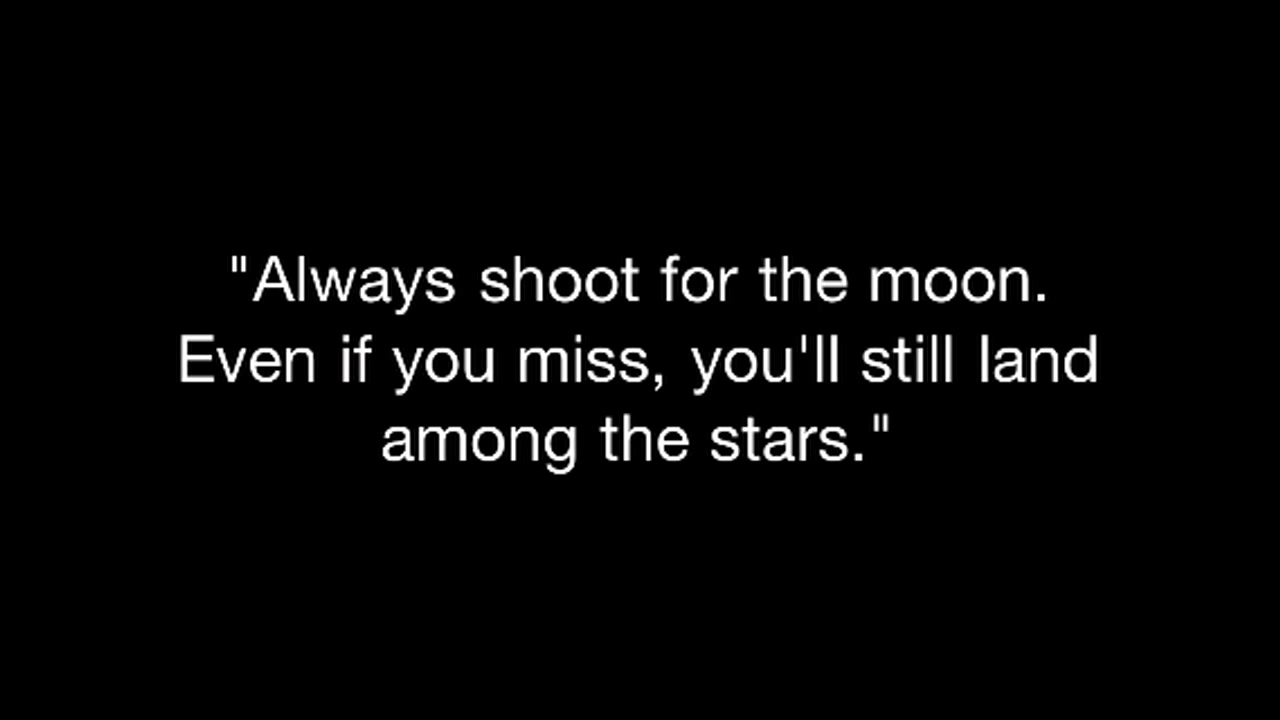 "Always shoot for the moon.
Even if you miss, you'll still land
among the stars."